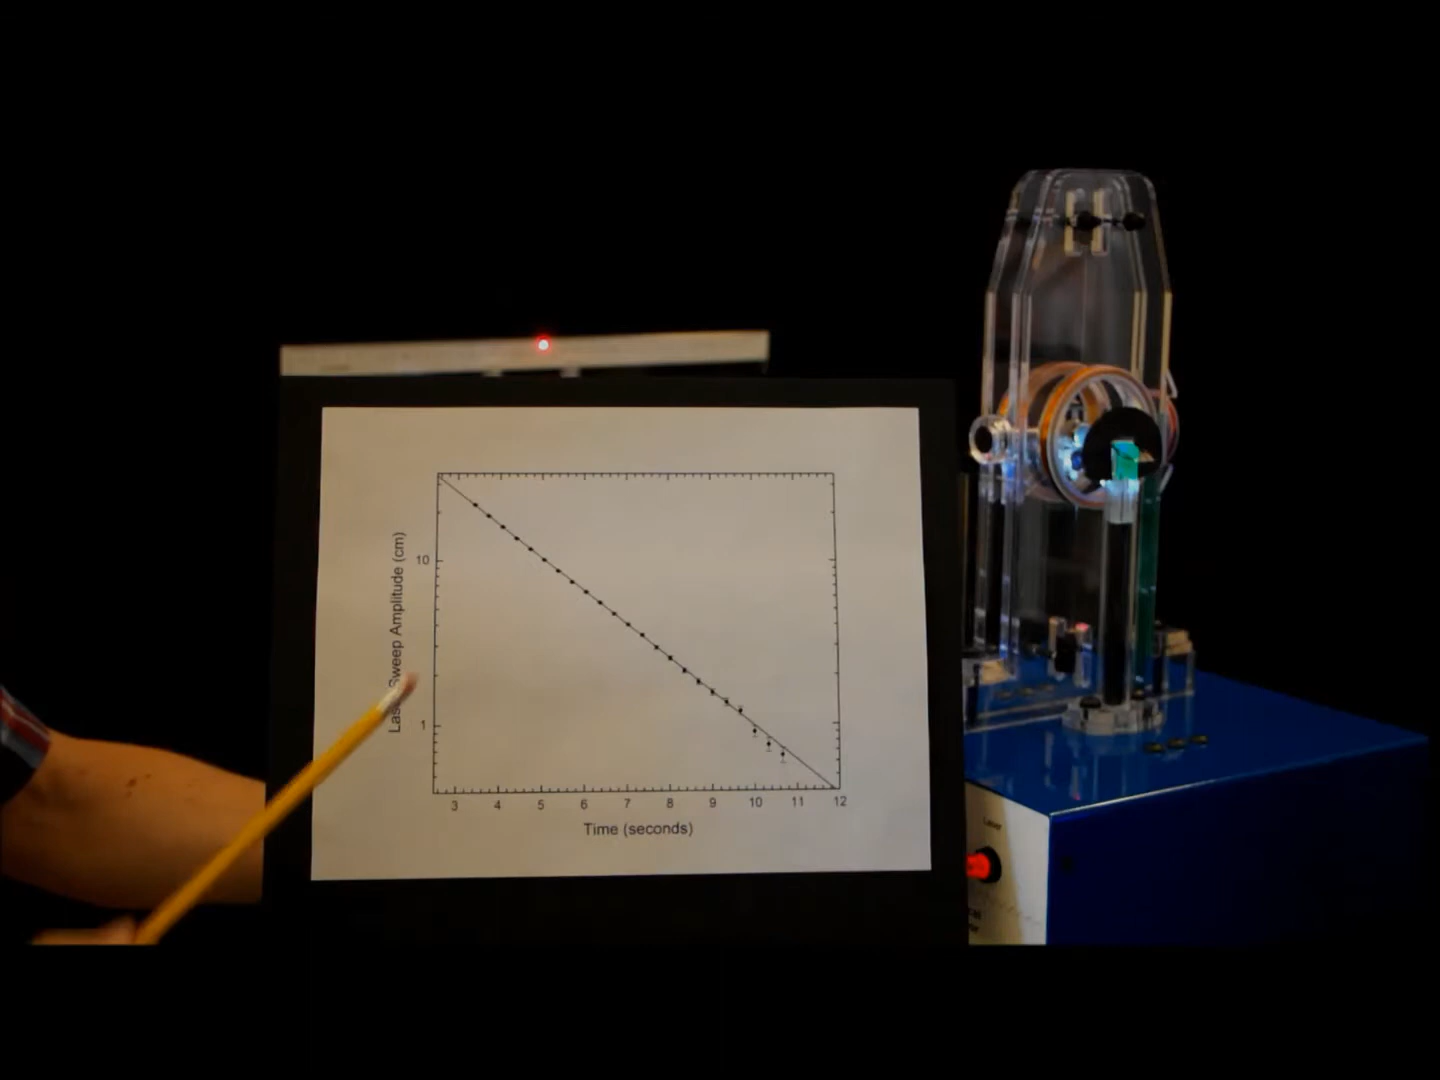 Sweep Amplitude (cm)
10
1
3 4 5 6 7 8 9 10 11 12
Time (seconds)
Laser